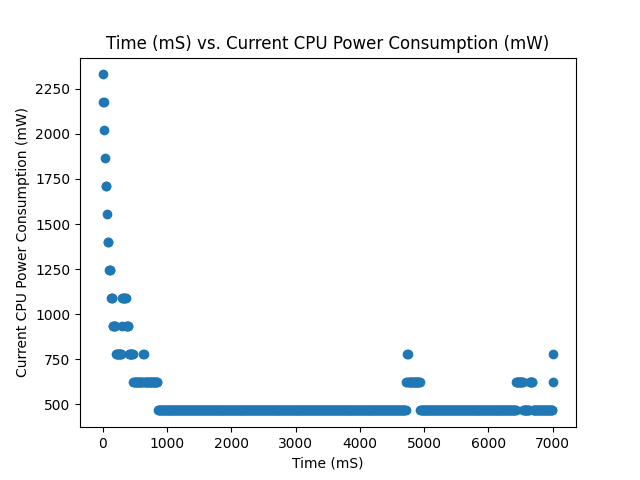 Time (mS) vs. Current CPU Power Consumption (mW)
2250
2000
1750
1500
1250
1000
750
500
Current CPU Power Consumption (mW)
0 1000 2000 3000 4000 5000 6000 7000
Time (mS)